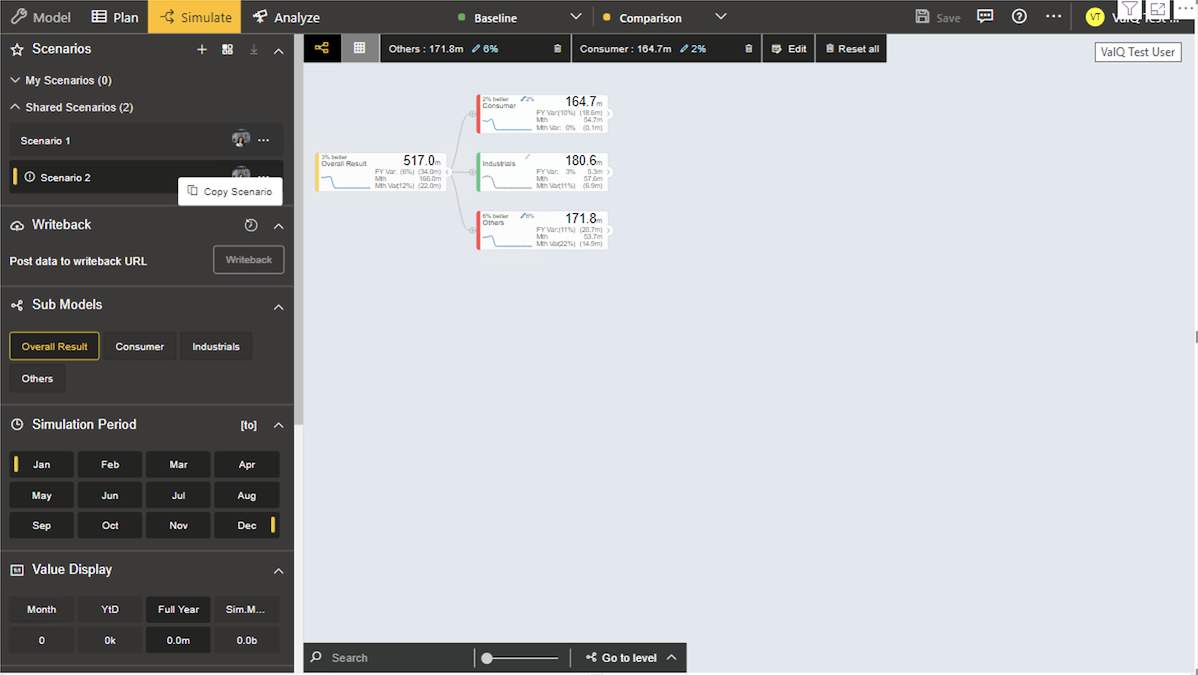 Model Plan Simulate Analyze Baseline Comparison Save VT ValQ Test ...
Scenarios
My Scenarios (0)
Shared Scenarios (2)
Scenario 1
Scenario 2
Copy Scenario
Writeback
Post data to writeback URL Writeback
Sub Models
Overall Result Consumer Industrials
Others
Simulation Period [to]
Jan Feb Mar Apr
May Jun Jul Aug
Sep Oct Nov Dec
Value Display
Month YtD Full Year Sim.M...
0 0k 0.0m 0.0b
Others : 171.8m 6% Consumer : 164.7m 2% Edit Reset all
ValQ Test User
3% better
Overall Result 517.0m
FY Var: (6%) (34.0m)
Mth 166.0m
Mth Var(12%) (22.0m)
2% better 2%
Consumer 164.7m
FY Var:(10%) (18.6m)
Mth 54.7m
Mth Var: 0% (0.1m)
Industrials 180.6m
FY Var: 3% 5.3m
Mth 57.6m
Mth Var(11%) (6.9m)
6% better 6%
Others 171.8m
FY Var:(11%) (20.7m)
Mth 53.7m
Mth Var(22%) (14.9m)
Search Go to level